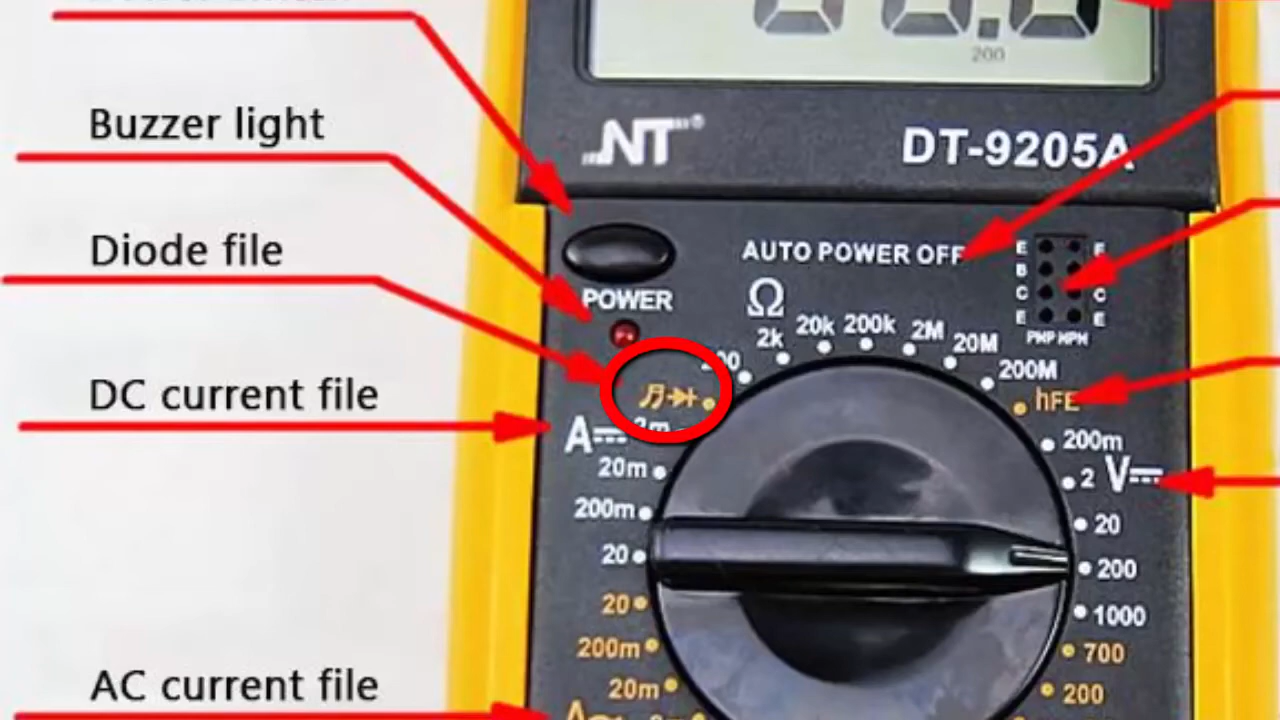 200
Buzzer light
NT®
DT-9205A
Diode file
AUTO POWER OFF
E
B
C
E
E
C
E
PNP NPN
POWER
Ω
2k
20k
200k
2M
20M
200M
hFE
DC current file
A
2m
20m
200m
20
20
200m
20m
200m
2
V
20
200
1000
700
200
AC current file